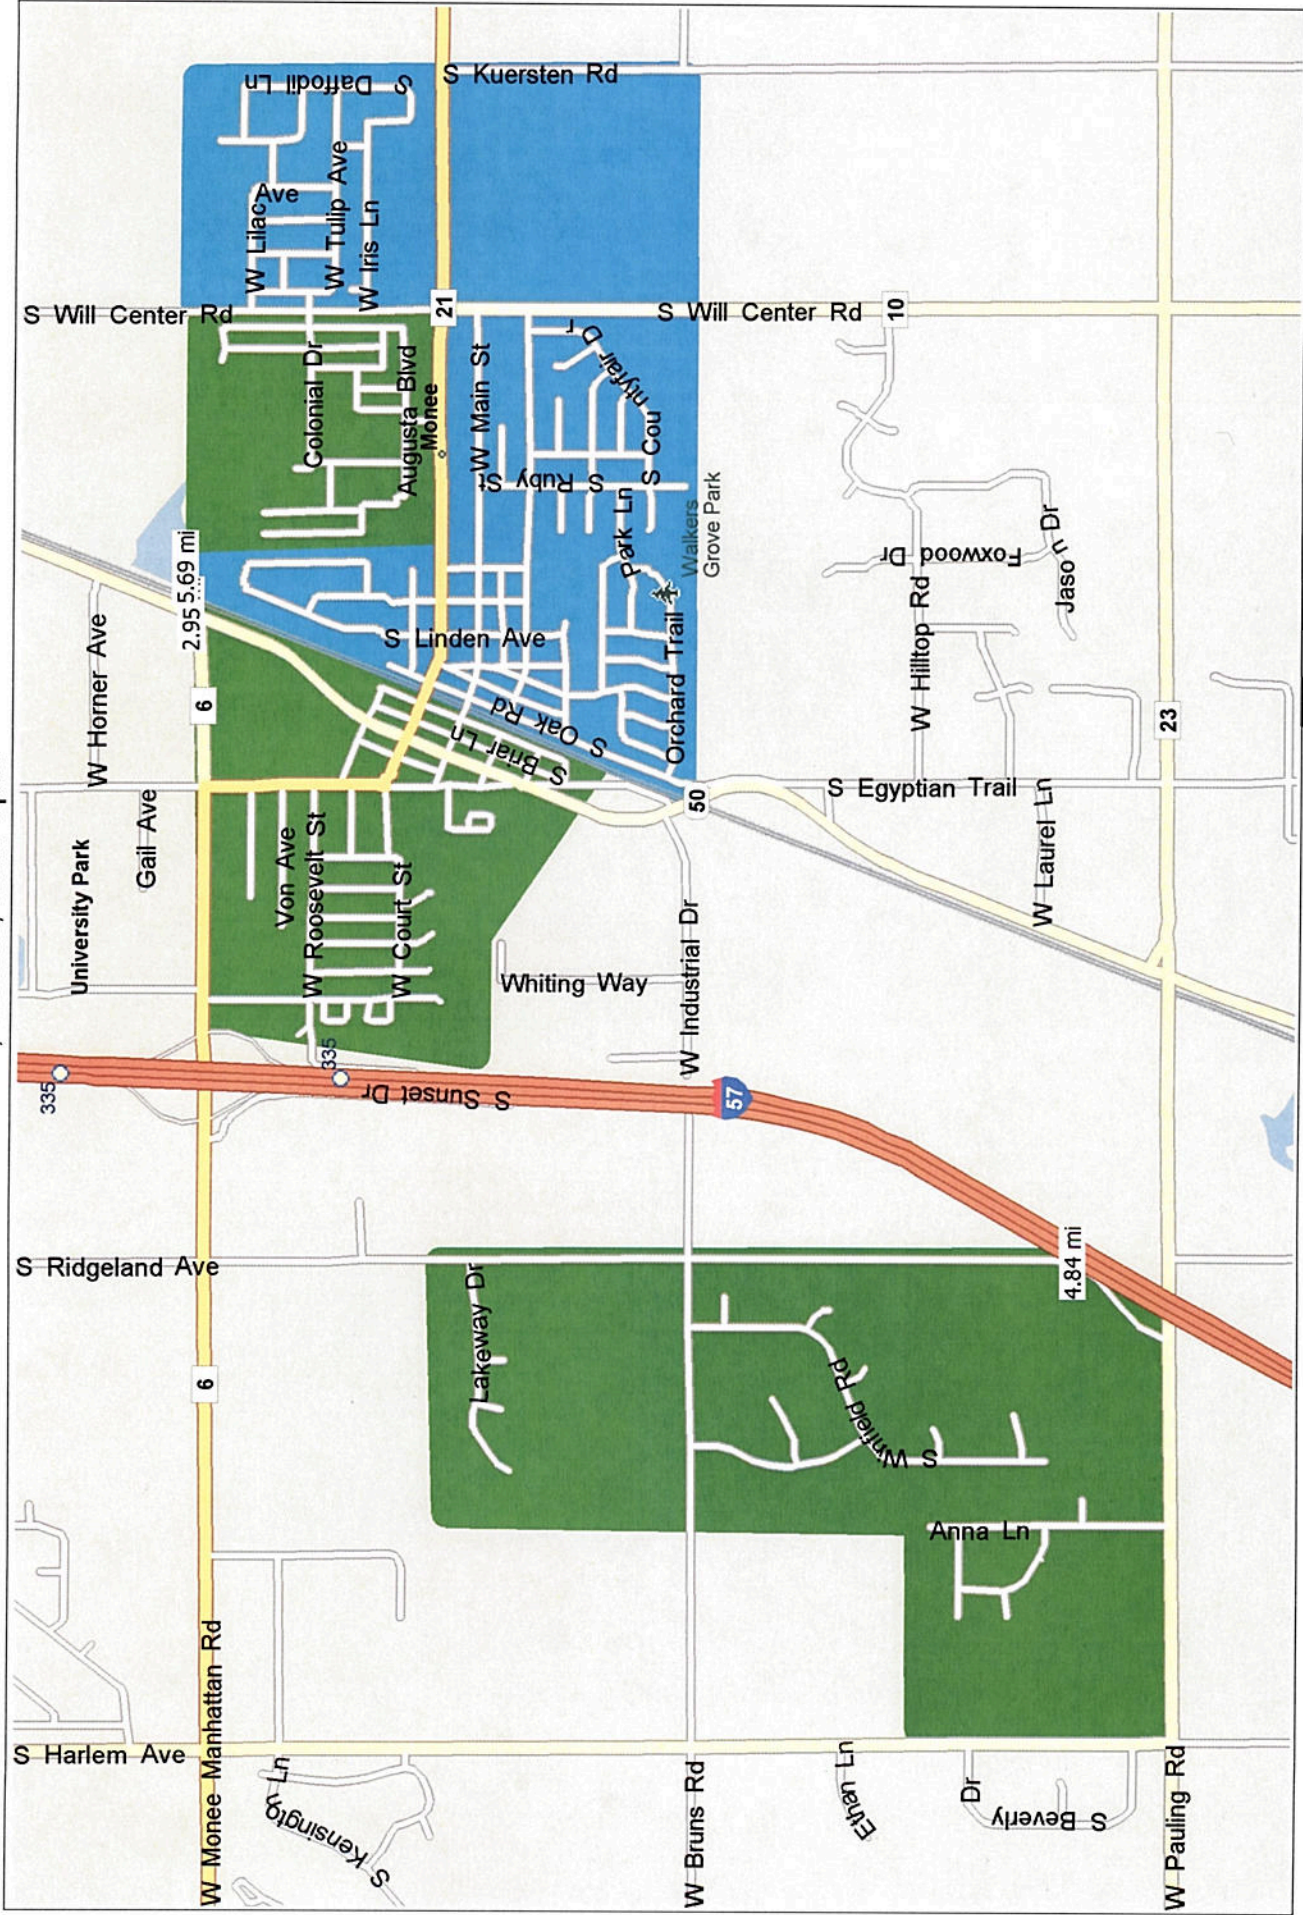 S Kuersten Rd
S Daffodil Ln
W Lilac Ave
W Tulip Ave
W Iris Ln
S Will Center Rd
21
S Will Center Rd
10
Colonial Dr
Augusta Blvd
Monee
W Main St
S Countyfair Dr
S Ruby St
Park Ln
Walkers
Grove Park
Foxwood Dr
Jason Dr
W Hilltop Rd
2.95
5.69 mi
W Horner Ave
6
S Linden Ave
Orchard Trail
S Oak Rd
S Briar Ln
23
S Egyptian Trail
50
W Laurel Ln
University Park
Gail Ave
Von Ave
W Roosevelt St
W Court St
Whiting Way
W Industrial Dr
335
335
S Sunset Dr
57
S Ridgeland Ave
4.84 mi
Lakeway Dr
6
S Winfield Rd
Anna Ln
S Harlem Ave
W Monee Manhattan Rd
S Kensington Ln
W Bruns Rd
Ethan Ln
S Beverly Dr
W Pauling Rd